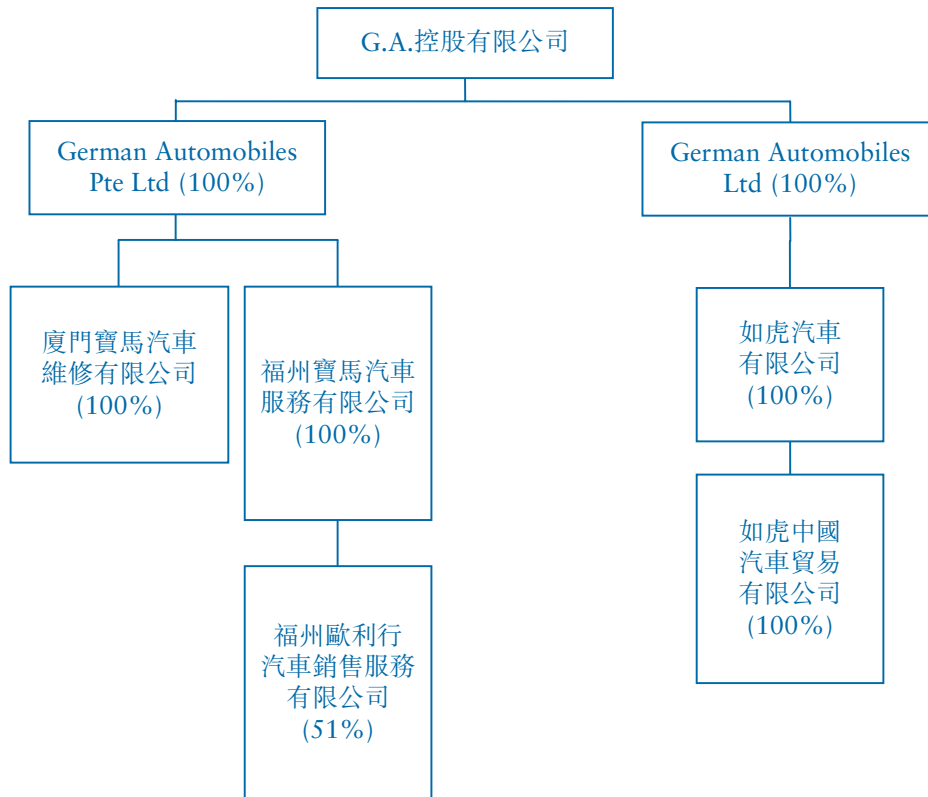 G.A.控股有限公司
German Automobiles
Pte Ltd (100%)
German Automobiles
Ltd (100%)
廈門寶馬汽車
維修有限公司
(100%)
福州寶馬汽車
服務有限公司
(100%)
如虎汽車
有限公司
(100%)
福州歐利行
汽車銷售服務
有限公司
(51%)
如虎中國
汽車貿易
有限公司
(100%)